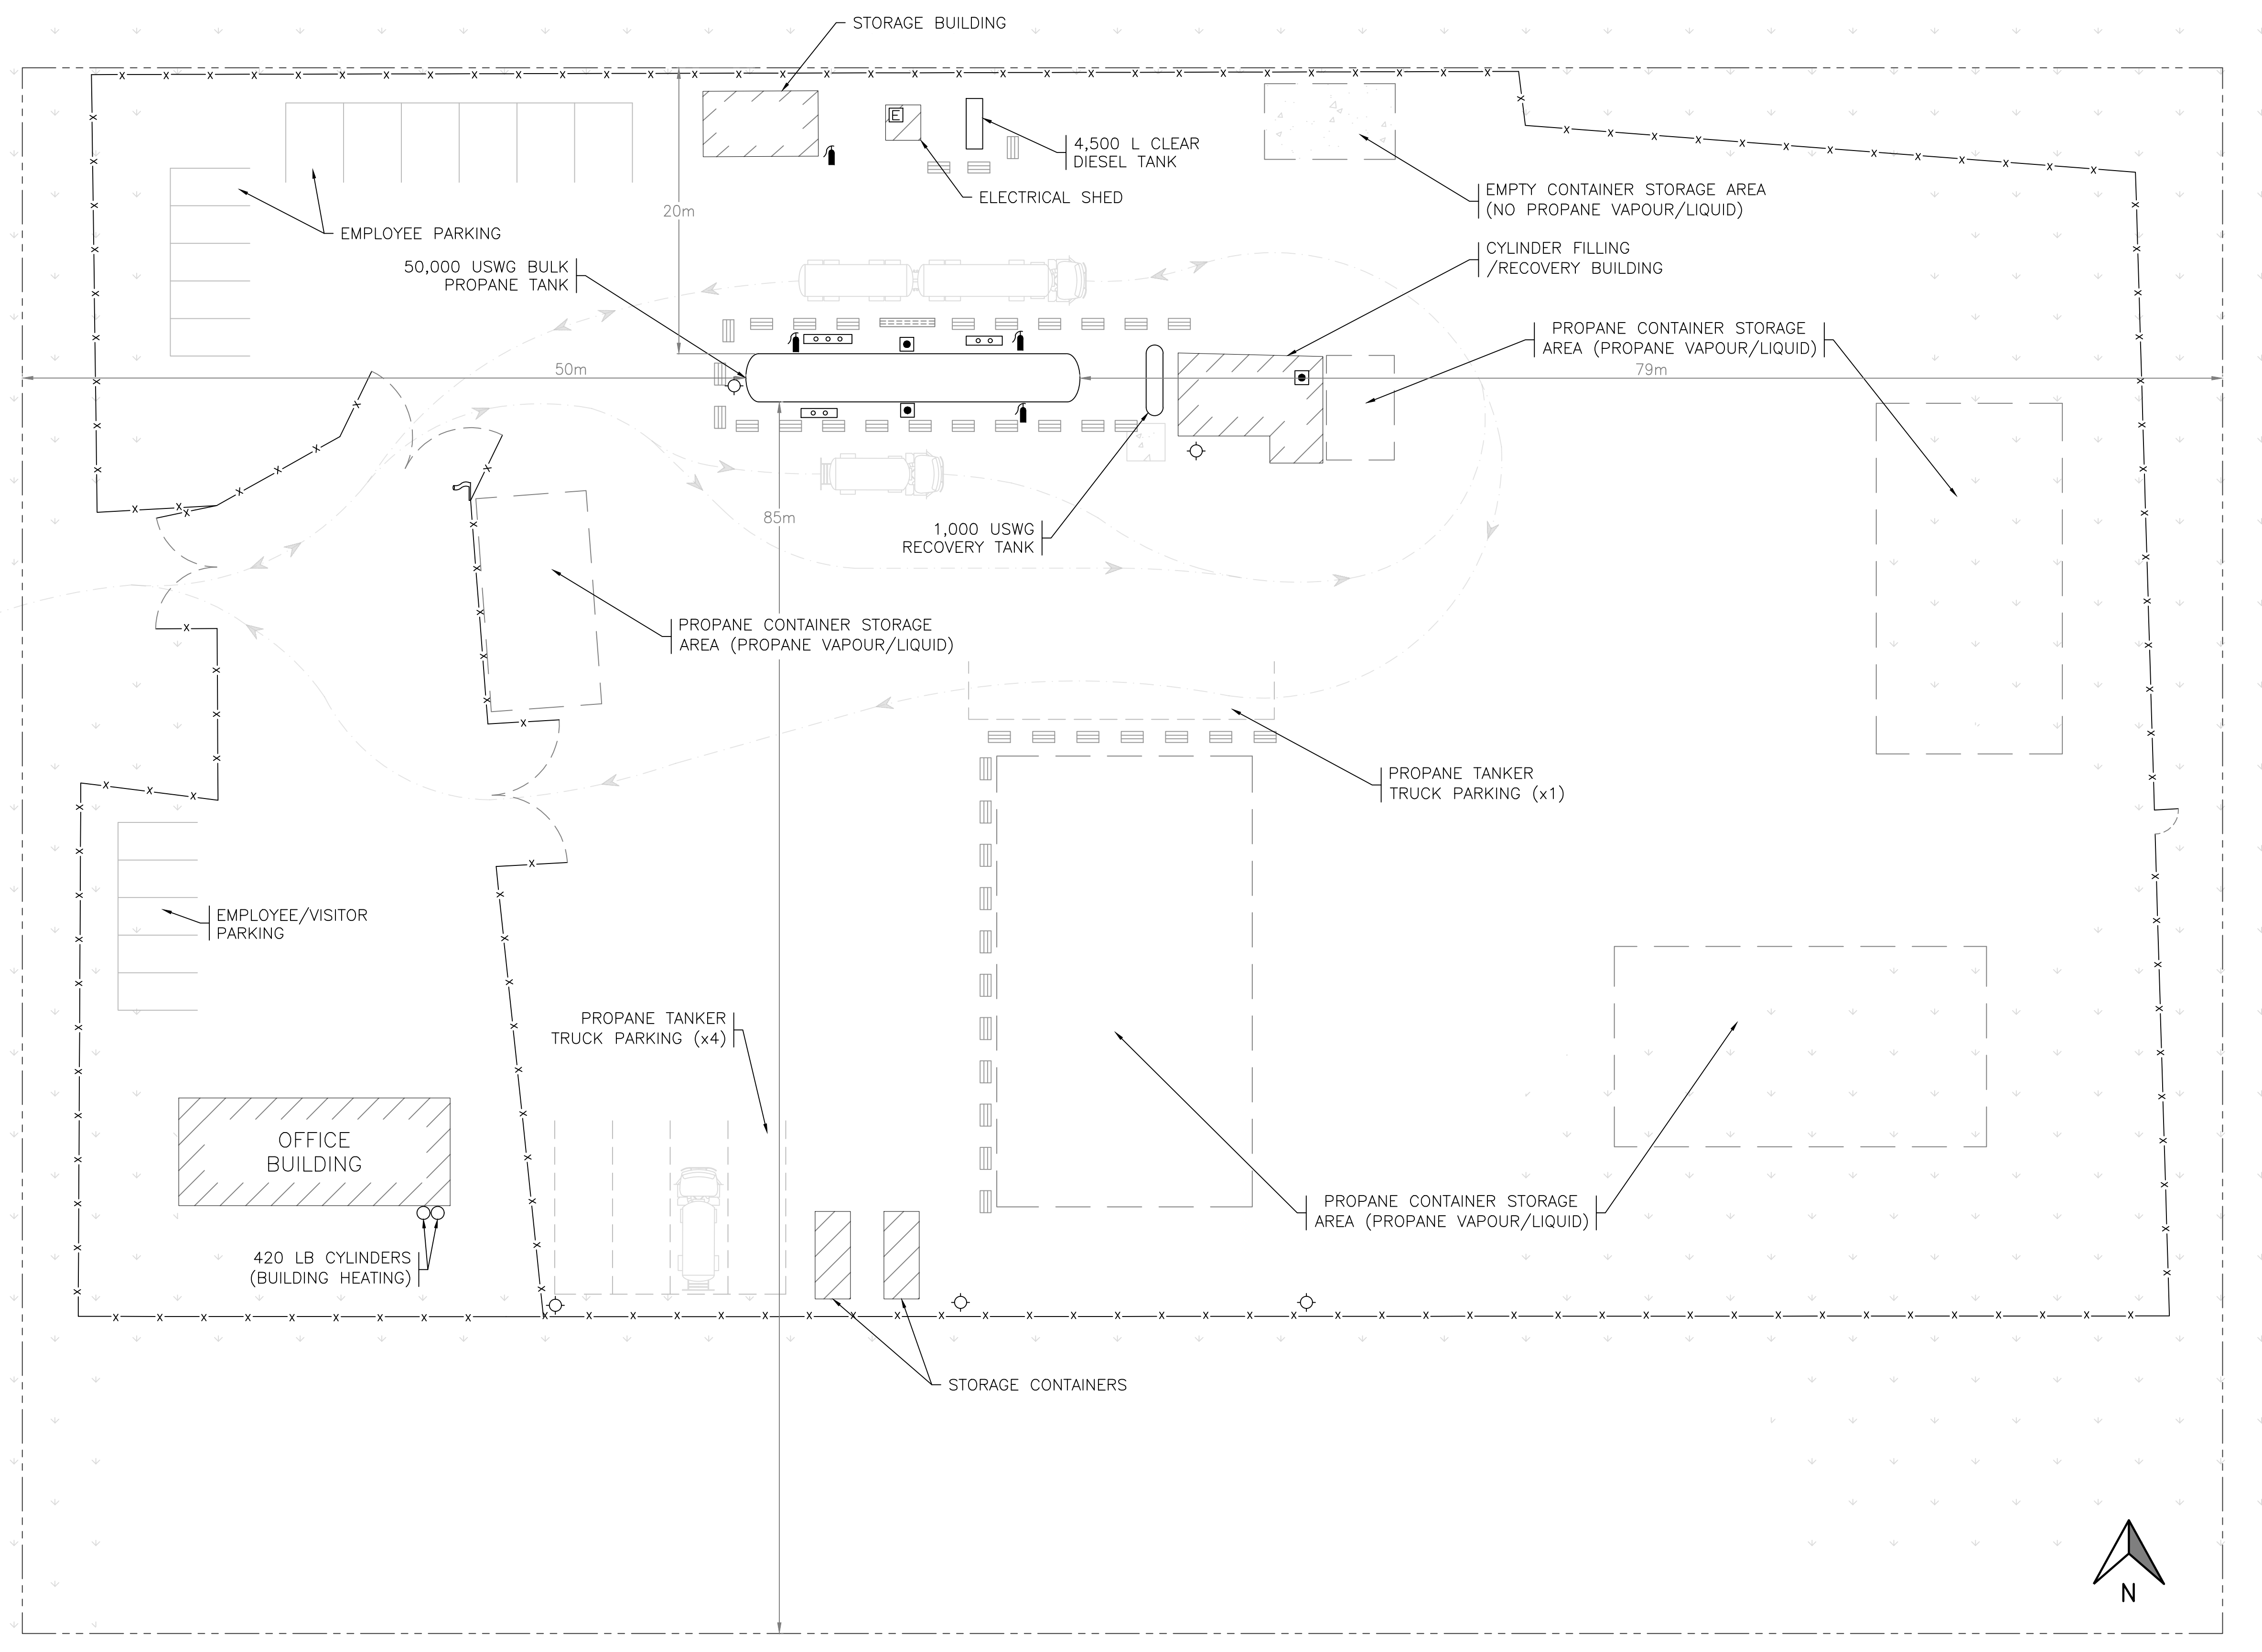 STORAGE BUILDING
E
4,500 L CLEAR
DIESEL TANK
ELECTRICAL SHED
EMPTY CONTAINER STORAGE AREA
(NO PROPANE VAPOUR/LIQUID)
20m
EMPLOYEE PARKING
CYLINDER FILLING
/RECOVERY BUILDING
50,000 USWG BULK
PROPANE TANK
PROPANE CONTAINER STORAGE
AREA (PROPANE VAPOUR/LIQUID)
50m
79m
85m
1,000 USWG
RECOVERY TANK
PROPANE CONTAINER STORAGE
AREA (PROPANE VAPOUR/LIQUID)
PROPANE TANKER
TRUCK PARKING (x1)
EMPLOYEE/VISITOR
PARKING
PROPANE TANKER
TRUCK PARKING (x4)
OFFICE
BUILDING
PROPANE CONTAINER STORAGE
AREA (PROPANE VAPOUR/LIQUID)
420 LB CYLINDERS
(BUILDING HEATING)
STORAGE CONTAINERS
N